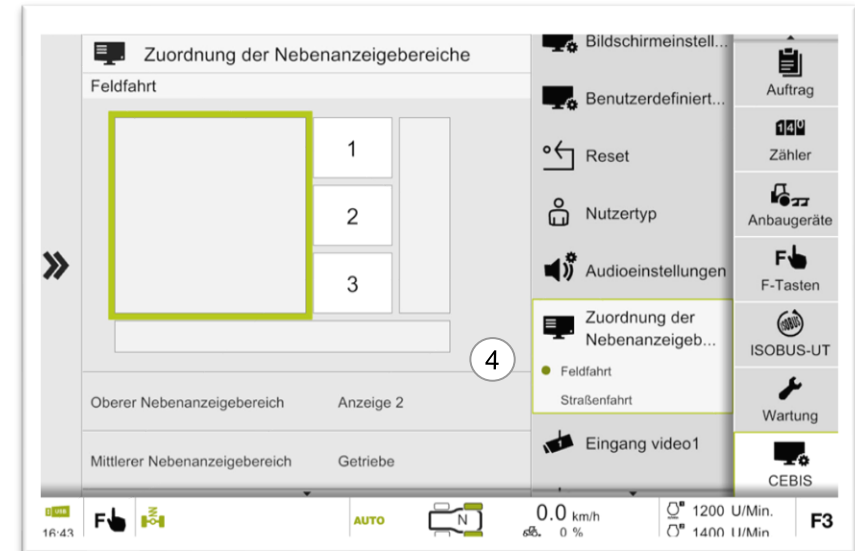 Zuordnung der Nebenanzeigebereiche
Feldfahrt
1
2
3
4
Oberer Nebenanzeigebereich Anzeige 2
Mittlerer Nebenanzeigebereich Getriebe
Bildschirmeinstell...
Benutzerdefiniert...
Reset
Nutzertyp
Audioeinstellungen
Zuordnung der
Nebenanzeigeb...
Feldfahrt
Straßenfahrt
Eingang video1
Auftrag
Zähler
Anbaugeräte
F
F-Tasten
ISOBUS
ISOBUS-UT
Wartung
CEBIS
USB
16:43
F
N
AUTO
N
0.0 km/h
0 %
1200 U/Min.
1400 U/Min.
F3